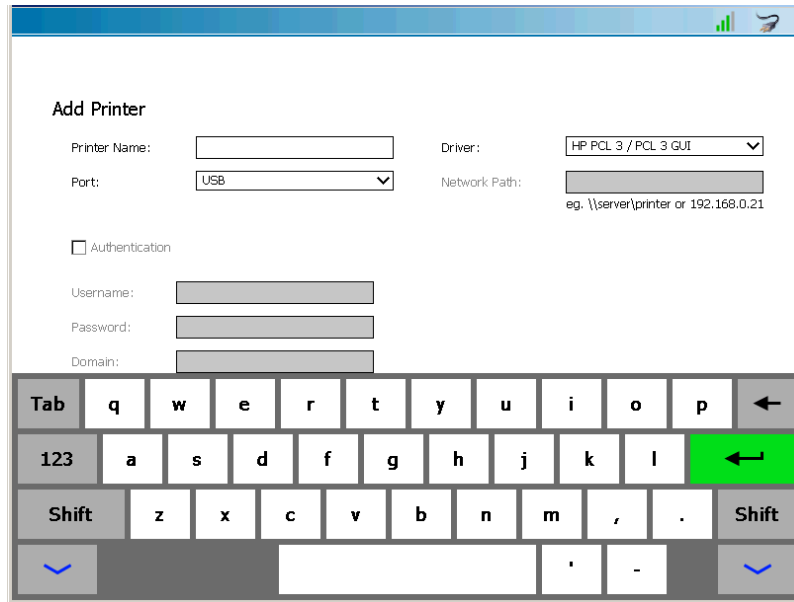 Add Printer
Printer Name:
Driver: HP PCL 3 / PCL 3 GUI
Port: USB
Network Path:
eg. \\server\printer or 192.168.0.21
Authentication
Username:
Password:
Domain:
Tab q w e r t y u i o p
123 a s d f g h j k l
Shift z x c v b n m , . Shift
' -